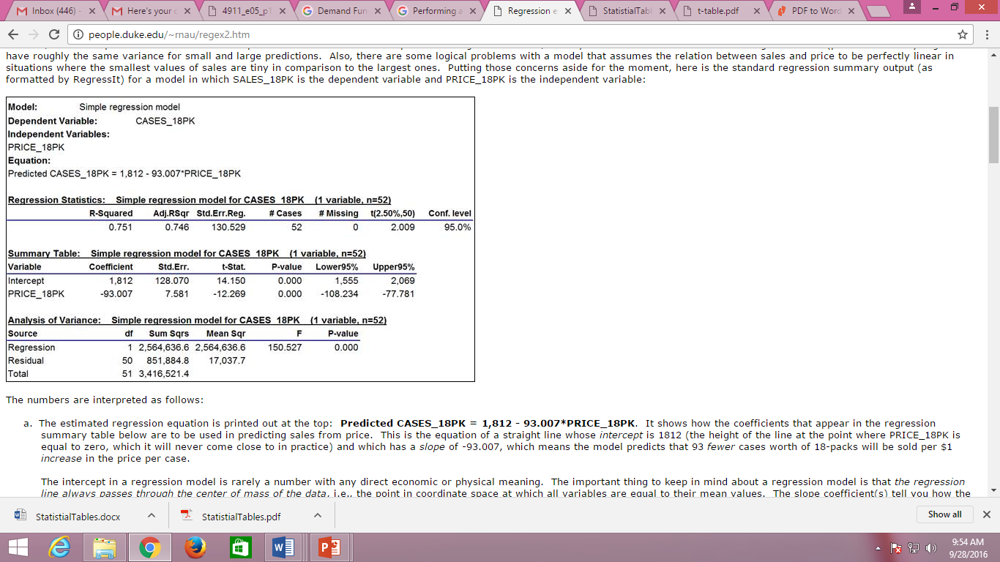 Inbox (446) -
Here's your c
4911_e05_p1
Demand Fun
Performing a
Regression e
StatistialTabl
t-table.pdf
PDF to Word
people.duke.edu/~rnau/regex2.htm
have roughly the same variance for small and large predictions. Also, there are some logical problems with a model that assumes the relation between sales and price to be perfectly linear in
situations where the smallest values of sales are tiny in comparison to the largest ones. Putting those concerns aside for the moment, here is the standard regression summary output (as
formatted by RegressIt) for a model in which SALES_18PK is the dependent variable and PRICE_18PK is the independent variable:
Model: Simple regression model
Dependent Variable: CASES_18PK
Independent Variables:
PRICE_18PK
Equation:
Predicted CASES_18PK = 1,812 - 93.007*PRICE_18PK
Regression Statistics: Simple regression model for CASES_18PK (1 variable, n=52)
R-Squared Adj.RSqr Std.Err.Reg. # Cases # Missing t(2.50%,50) Conf. level
0.751 0.746 130.529 52 0 2.009 95.0%
Summary Table: Simple regression model for CASES_18PK (1 variable, n=52)
Variable Coefficient Std.Err. t-Stat. P-value Lower95% Upper95%
Intercept 1,812 128.070 14.150 0.000 1,555 2,069
PRICE_18PK -93.007 7.581 -12.269 0.000 -108.234 -77.781
Analysis of Variance: Simple regression model for CASES_18PK (1 variable, n=52)
Source df Sum Sqrs Mean Sqr F P-value
Regression 1 2,564,636.6 2,564,636.6 150.527 0.000
Residual 50 851,884.8 17,037.7
Total 51 3,416,521.4
The numbers are interpreted as follows:
a. The estimated regression equation is printed out at the top: Predicted CASES_18PK = 1,812 - 93.007*PRICE_18PK. It shows how the coefficients that appear in the regression
summary table below are to be used in predicting sales from price. This is the equation of a straight line whose intercept is 1812 (the height of the line at the point where PRICE_18PK is
equal to zero, which it will never come close to in practice) and which has a slope of -93.007, which means the model predicts that 93 fewer cases worth of 18-packs will be sold per $1
increase in the price per case.
The intercept in a regression model is rarely a number with any direct economic or physical meaning. The important thing to keep in mind about a regression model is that the regression
line always passes through the center of mass of the data, i.e., the point in coordinate space at which all variables are equal to their mean values. The slope coefficient(s) tell you how the
StatistialTables.docx
StatistialTables.pdf
Show all
9:54 AM
9/28/2016